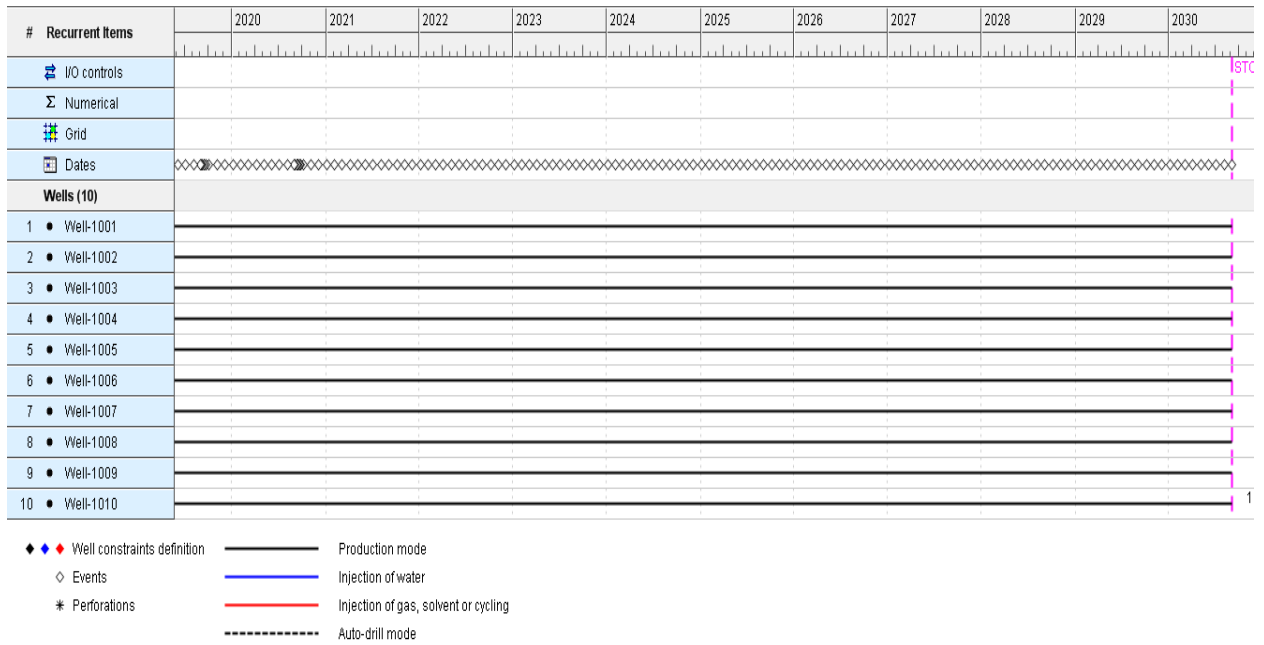 # Recurrent Items 2020 2021 2022 2023 2024 2025 2026 2027 2028 2029 2030
I/O controls STO
Σ Numerical
Grid
Dates
Wells (10)
1 Well-1001
2 Well-1002
3 Well-1003
4 Well-1004
5 Well-1005
6 Well-1006
7 Well-1007
8 Well-1008
9 Well-1009
10 Well-1010 1
Well constraints definition Production mode
Events Injection of water
Perforations Injection of gas, solvent or cycling
Auto-drill mode